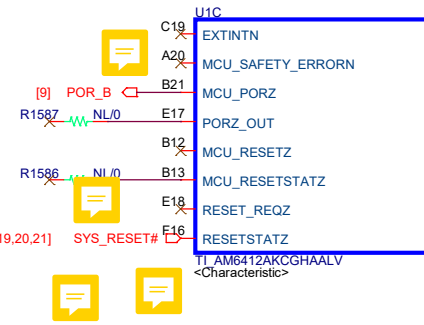 U1C
C19 EXTINTN
A20 MCU_SAFETY_ERRORN
[9] POR_B B21 MCU_PORZ
R1587 NL/0 E17 PORZ_OUT
B12 MCU_RESETZ
R1586 NL/0 B13 MCU_RESETSTATZ
E18 RESET_REQZ
19,20,21] SYS_RESET# F16 RESETSTATZ
TI_AM6412AKCGHAALV
<Characteristic>